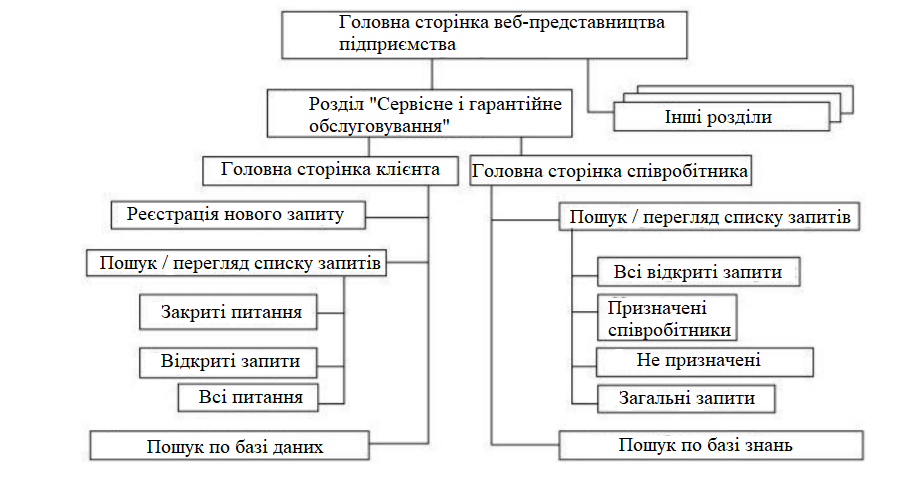 Головна сторінка веб-представництва
підприємства
Розділ "Сервісне і гарантійне
обслуговування"
Інші розділи
Головна сторінка клієнта
Головна сторінка співробітника
Реєстрація нового запиту
Пошук / перегляд списку запитів
Закриті питання
Відкриті запити
Всі питання
Пошук по базі даних
Пошук / перегляд списку запитів
Всі відкриті запити
Призначені
співробітники
Не призначені
Загальні запити
Пошук по базі знань